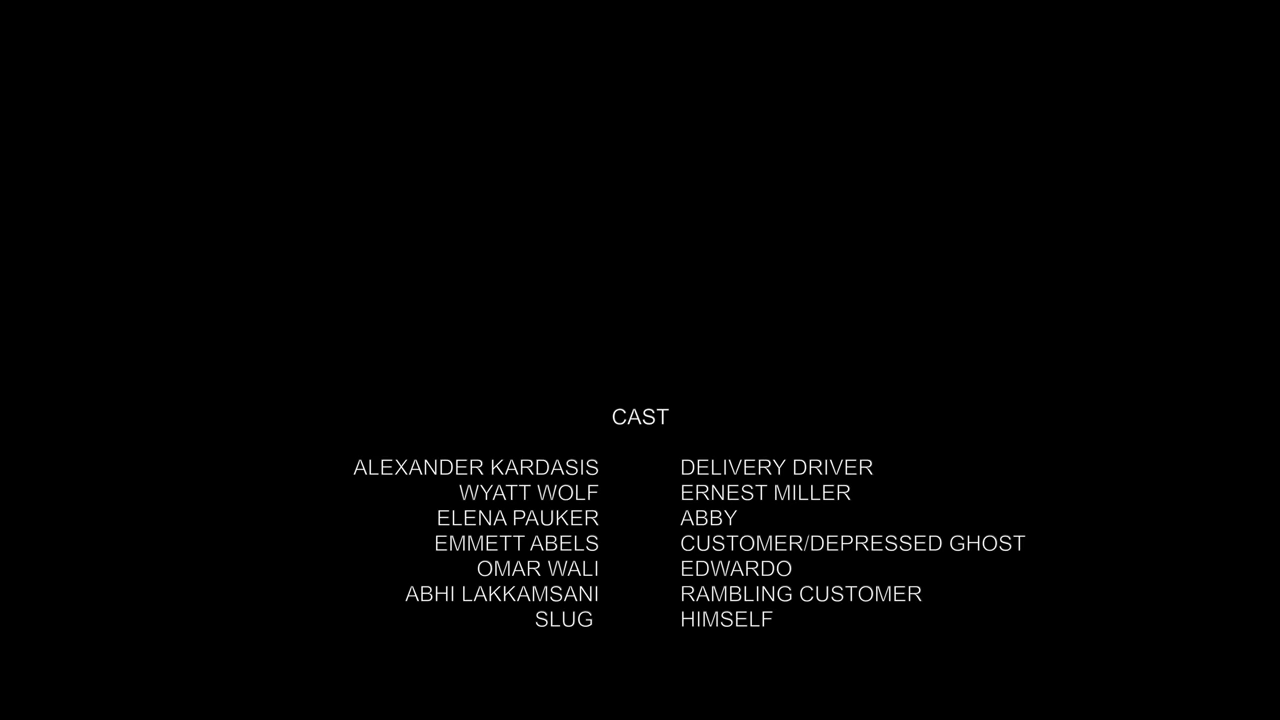 CAST
ALEXANDER KARDASIS DELIVERY DRIVER
WYATT WOLF ERNEST MILLER
ELENA PAUKER ABBY
EMMETT ABELS CUSTOMER/DEPRESSED GHOST
OMAR WALI EDWARDO
ABHI LAKKAMSANI RAMBLING CUSTOMER
SLUG HIMSELF